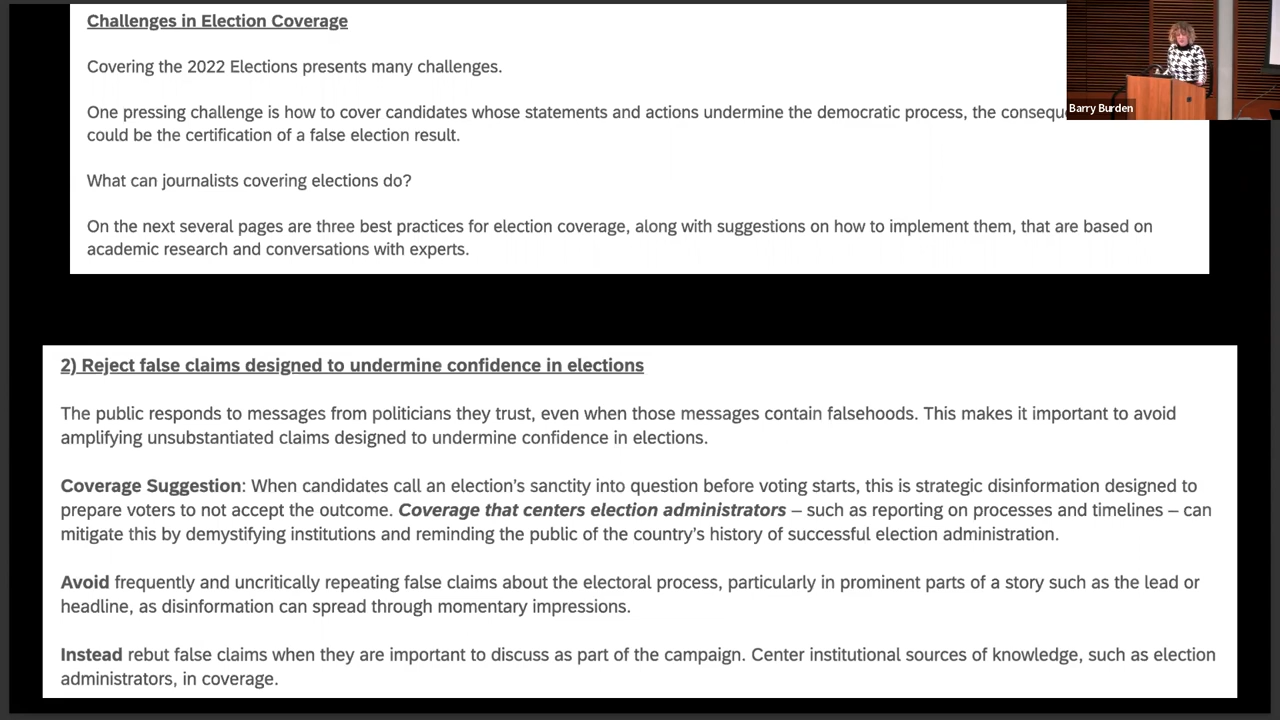 Challenges in Election Coverage
Covering the 2022 Elections presents many challenges.
One pressing challenge is how to cover candidates whose statements and actions undermine the democratic process, the
could be the certification of a false election result.
What can journalists covering elections do?
On the next several pages are three best practices for election coverage, along with suggestions on how to implement them, that are based on
academic research and conversations with experts.
Barry Burden
2) Reject false claims designed to undermine confidence in elections
The public responds to messages from politicians they trust, even when those messages contain falsehoods. This makes it important to avoid
amplifying unsubstantiated claims designed to undermine confidence in elections.
Coverage Suggestion: When candidates call an election's sanctity into question before voting starts, this is strategic disinformation designed to
prepare voters to not accept the outcome. Coverage that centers election administrators – such as reporting on processes and timelines – can
mitigate this by demystifying institutions and reminding the public of the country's history of successful election administration.
Avoid frequently and uncritically repeating false claims about the electoral process, particularly in prominent parts of a story such as the lead or
headline, as disinformation can spread through momentary impressions.
Instead rebut false claims when they are important to discuss as part of the campaign. Center institutional sources of knowledge, such as election
administrators, in coverage.